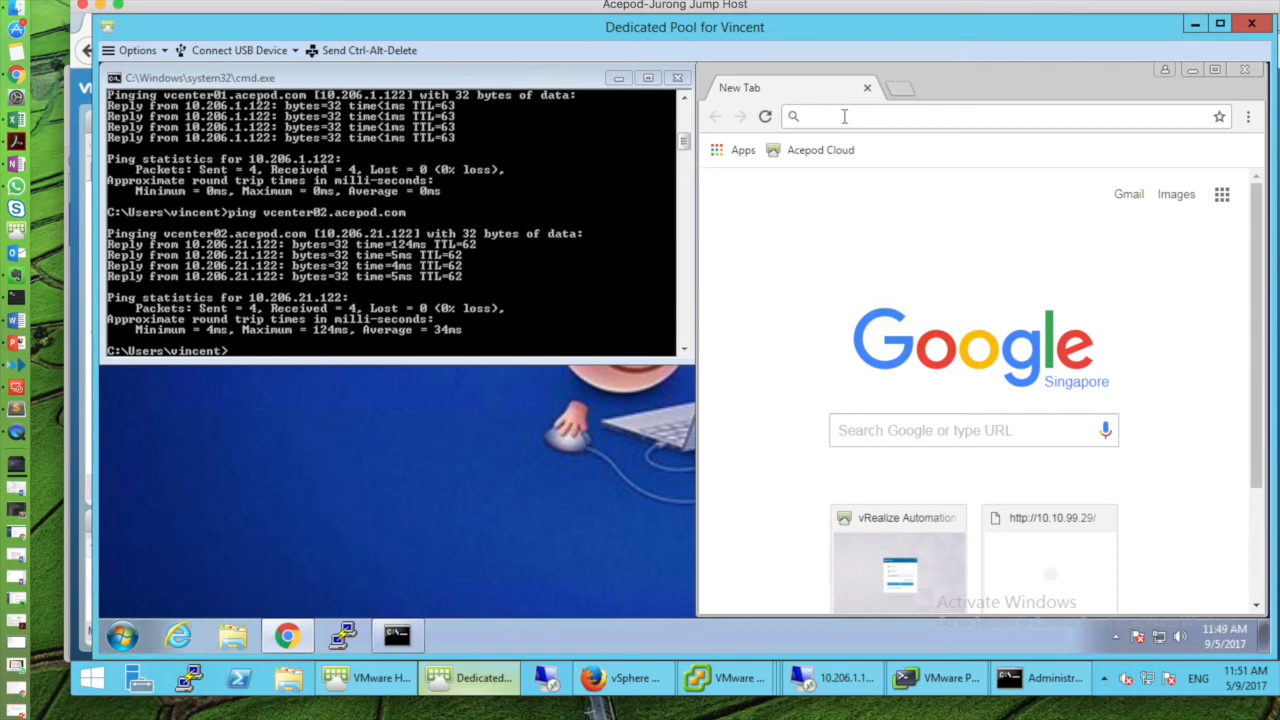 Acepod-Jurong Jump Host
Dedicated Pool for Vincent
Options
Connect USB Device
Send Ctrl-Alt-Delete
C:\Windows\system32\cmd.exe
Pinging vcenter01.acepod.com [10.206.1.122] with 32 bytes of data:
Reply from 10.206.1.122: bytes=32 time<1ms TTL=63
Reply from 10.206.1.122: bytes=32 time<1ms TTL=63
Reply from 10.206.1.122: bytes=32 time<1ms TTL=63
Reply from 10.206.1.122: bytes=32 time<1ms TTL=63
Ping statistics for 10.206.1.122:
Packets: Sent = 4, Received = 4, Lost = 0 (0% loss),
Approximate round trip times in milli-seconds:
Minimum = 0ms, Maximum = 0ms, Average = 0ms
C:\Users\vincent>ping vcenter02.acepod.com
Pinging vcenter02.acepod.com [10.206.21.122] with 32 bytes of data:
Reply from 10.206.21.122: bytes=32 time=124ms TTL=62
Reply from 10.206.21.122: bytes=32 time=5ms TTL=62
Reply from 10.206.21.122: bytes=32 time=4ms TTL=62
Reply from 10.206.21.122: bytes=32 time=5ms TTL=62
Ping statistics for 10.206.21.122:
Packets: Sent = 4, Received = 4, Lost = 0 (0% loss),
Approximate round trip times in milli-seconds:
Minimum = 4ms, Maximum = 124ms, Average = 34ms
C:\Users\vincent>
New Tab
Apps
Acepod Cloud
Gmail
Images
Google
Singapore
Search Google or type URL
vRealize Automation
http://10.10.99.29/
Activate Windows
11:49 AM
9/5/2017
VMware H...
Dedicated...
vSphere ...
VMware ...
10.206.1.1...
VMware P...
Administr...
ENG
11:51 AM
5/9/2017